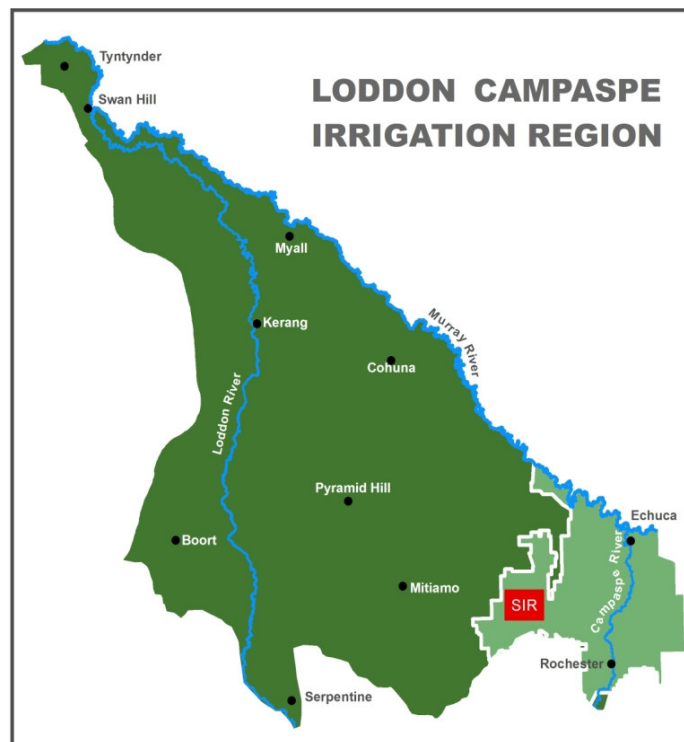 LODDON CAMPASPE
IRRIGATION REGION
Tyntynder
Swan Hill
Myall
Kerang
Murray River
Cohuna
Loddon River
Pyramid Hill
Echuca
Boort
Campaspe River
Mitiamo
SIR
Rochester
Serpentine